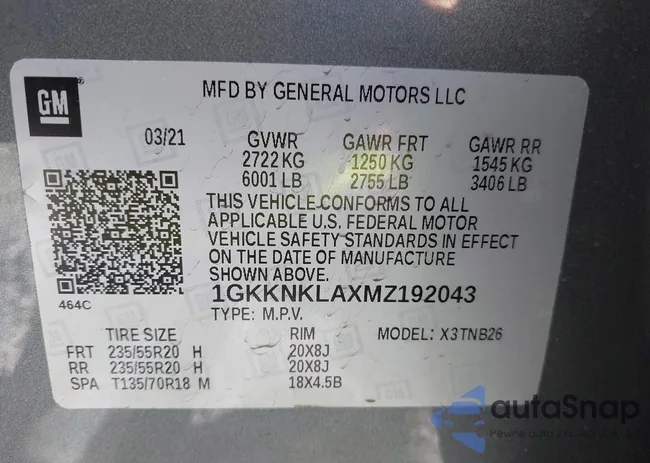 GM
MFD BY GENERAL MOTORS LLC
03/21 GVWR GAWR FRT GAWR RR
2722 KG 1250 KG 1545 KG
6001 LB 2755 LB 3406 LB
THIS VEHICLE CONFORMS TO ALL
APPLICABLE U.S. FEDERAL MOTOR
VEHICLE SAFETY STANDARDS IN EFFECT
ON THE DATE OF MANUFACTURE
SHOWN ABOVE.
464C
1GKKNKLAXMZ192043
TYPE: M.P.V.
TIRE SIZE RIM MODEL: X3TNB26
FRT 235/55R20 H 20X8J
RR 235/55R20 H 20X8J
SPA T135/70R18 M 18X4.5B
autaSnap